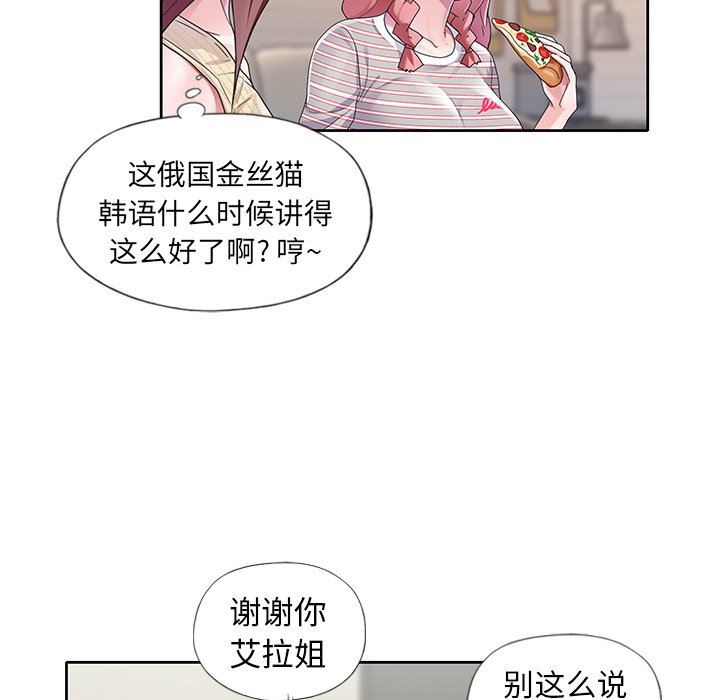 这俄国金丝猫
韩语什么时候讲得
这么好了啊? 哼~
谢谢你
艾拉姐
别这么说